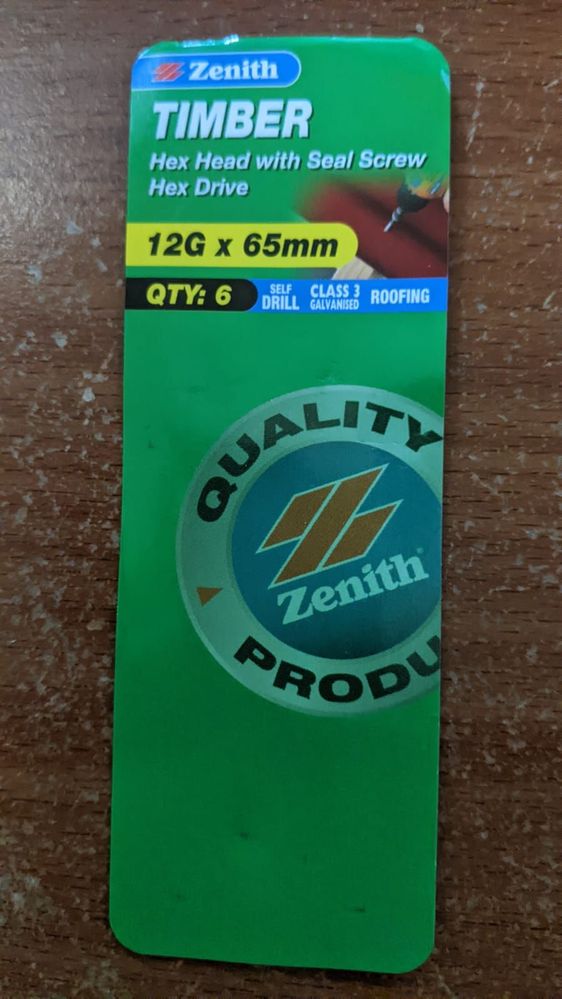 Zenith
TIMBER
Hex Head with Seal Screw
Hex Drive
12G x 65mm
QTY: 6
SELF
DRILL
CLASS 3
GALVANISED
ROOFING
QUALITY
Zenith
PRODU